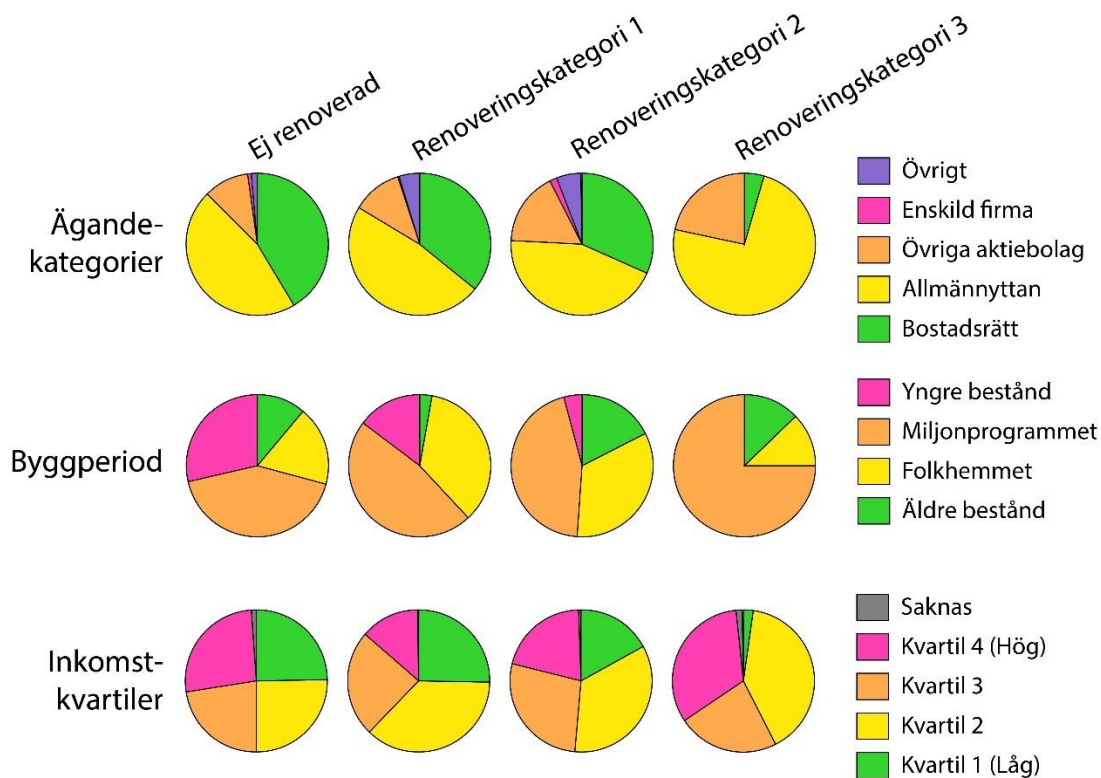 Ej renoverad
Renoveringskategori 1
Renoveringskategori 2
Renoveringskategori 3
Ägande-
kategorier
Övrigt
Enskild firma
Övriga aktiebolag
Allmännyttan
Bostadsrätt
Byggperiod
Yngre bestånd
Miljonprogrammet
Folkhemmet
Äldre bestånd
Inkomst-
kvartiler
Saknas
Kvartil 4 (Hög)
Kvartil 3
Kvartil 2
Kvartil 1 (Låg)